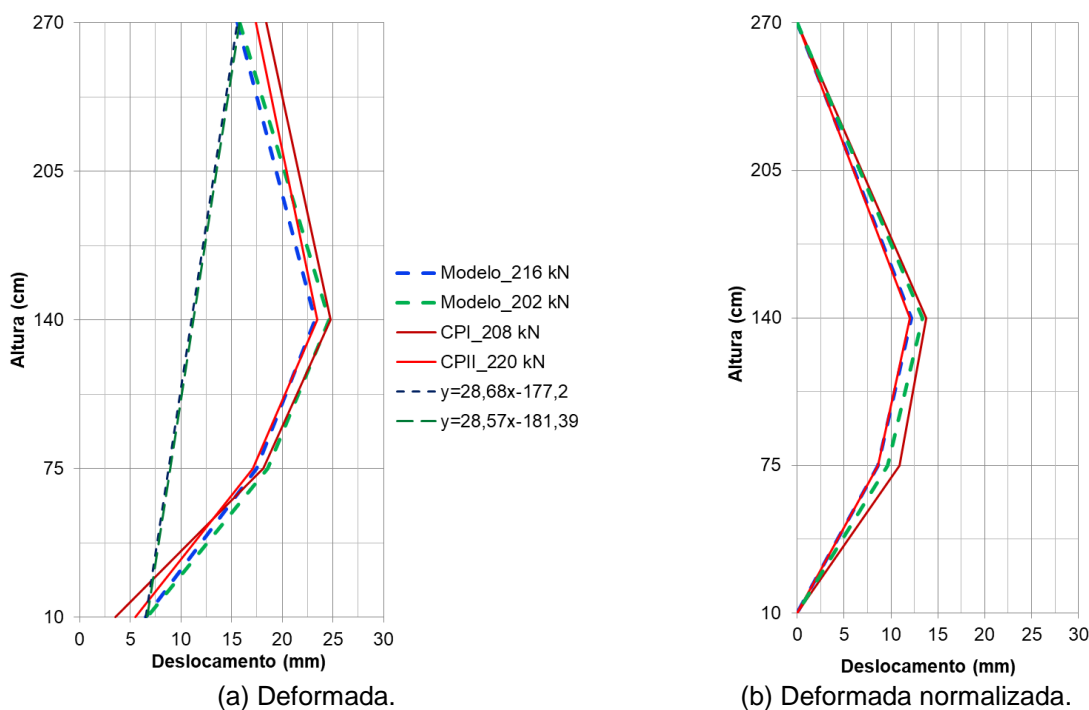 270
205
140
75
10
Altura (cm)
0 5 10 15 20 25 30
Deslocamento (mm)
(a) Deformada.
Modelo_216 kN
Modelo_202 kN
CPI_208 kN
CPII_220 kN
y=28,68x-177,2
y=28,57x-181,39
270
205
140
75
10
Altura (cm)
0 5 10 15 20 25 30
Deslocamento (mm)
(b) Deformada normalizada.